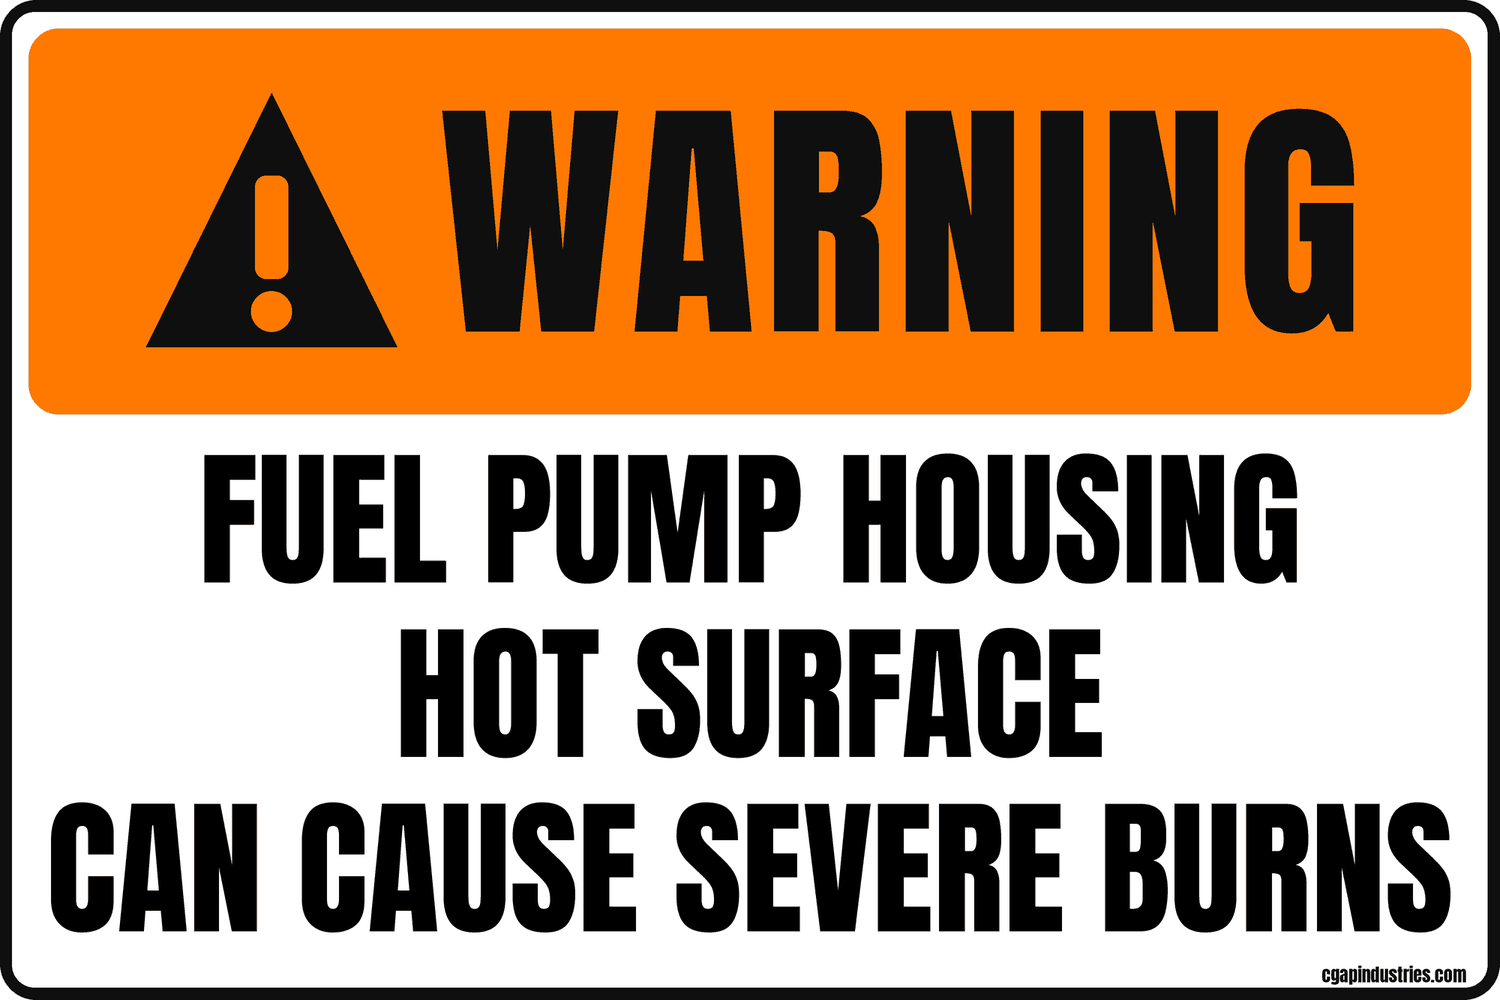 WARNING
FUEL PUMP HOUSING
HOT SURFACE
CAN CAUSE SEVERE BURNS
cgapindustries.com